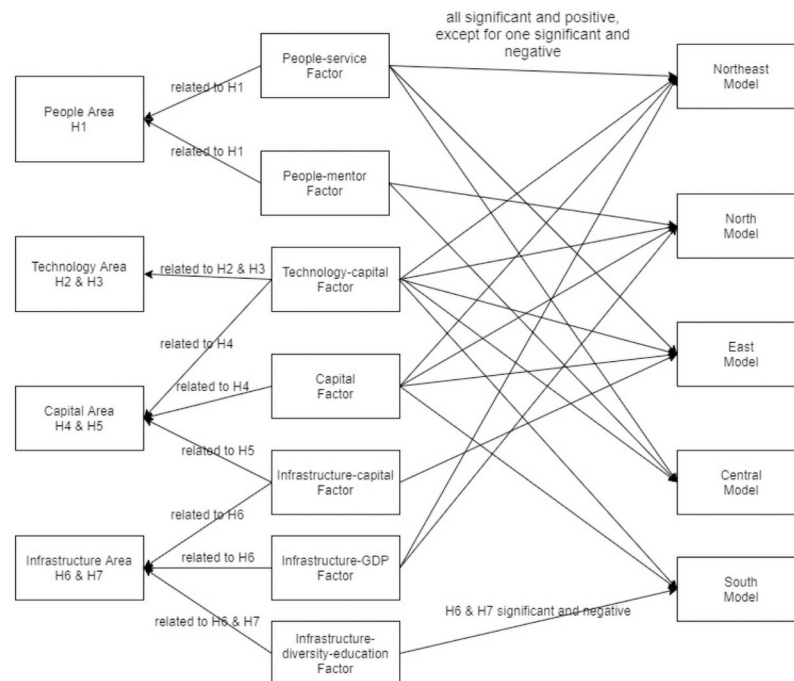 all significant and positive,
except for one significant and
negative
People-service
Factor
Northeast
Model
related to H1
People Area
H1
related to H1
People-mentor
Factor
North
Model
Technology Area
H2 & H3
related to H2 & H3
Technology-capital
Factor
related to H4
East
Model
related to H4
Capital
Factor
Capital Area
H4 & H5
related to H5
Infrastructure-capital
Factor
Central
Model
related to H6
Infrastructure Area
H6 & H7
related to H6
Infrastructure-GDP
Factor
South
Model
related to H6 & H7
H6 & H7 significant and negative
Infrastructure-
diversity-education
Factor